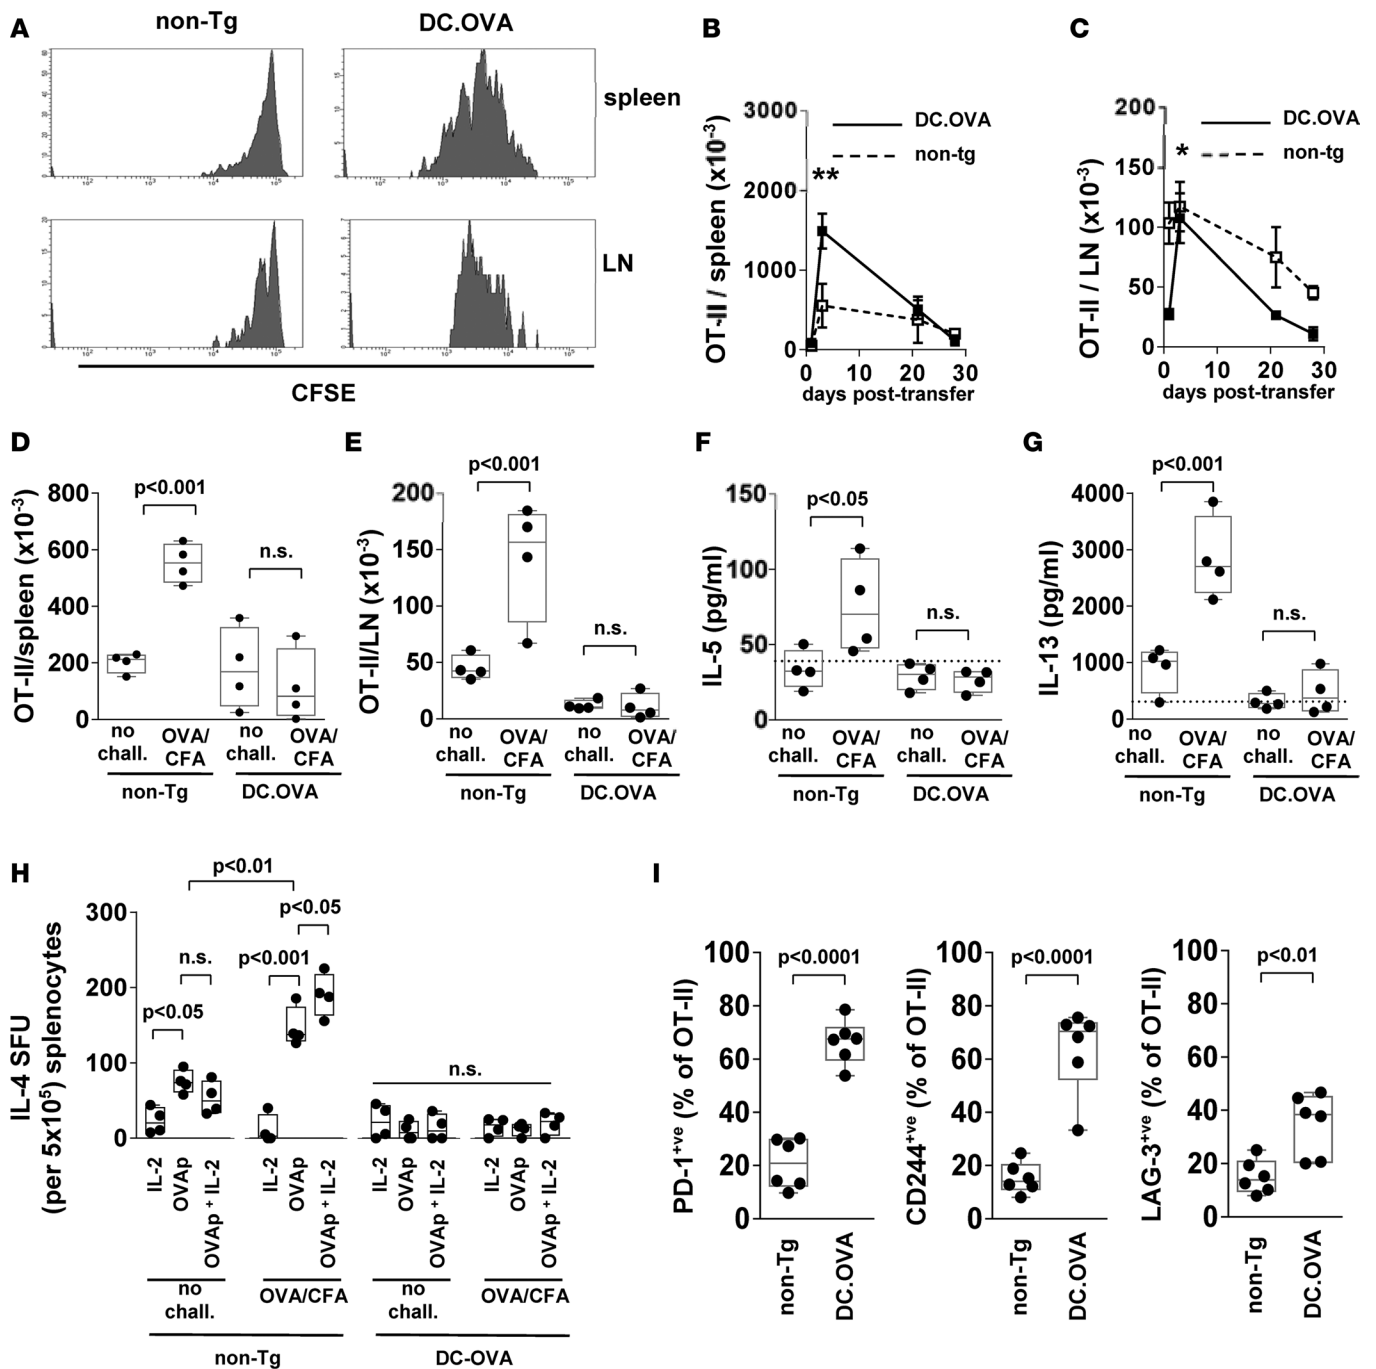 A
non-Tg
DC.OVA
spleen
LN
CFSE
B
OT-II / spleen (x10-3)
3000
2000
1000
0
**
DC.OVA
non-tg
0 10 20 30
days post-transfer
C
OT-II / LN (x10-3)
200
150
100
50
0
*
DC.OVA
non-tg
0 10 20 30
days post-transfer
D
OT-II/spleen (x10-3)
800
600
400
200
0
p<0.001
n.s.
no chall.
OVA/ CFA
no chall.
OVA/ CFA
non-Tg
DC.OVA
E
OT-II/LN (x10-3)
200
150
100
50
0
p<0.001
n.s.
no chall.
OVA/ CFA
no chall.
OVA/ CFA
non-Tg
DC.OVA
F
IL-5 (pg/ml)
150
100
50
0
p<0.05
n.s.
no chall.
OVA/ CFA
no chall.
OVA/ CFA
non-Tg
DC.OVA
G
IL-13 (pg/ml)
4000
3000
2000
1000
0
p<0.001
n.s.
no chall.
OVA/ CFA
no chall.
OVA/ CFA
non-Tg
DC.OVA
H
IL-4 SFU
(per 5x105) splenocytes
300
200
100
0
p<0.01
p<0.05
n.s.
p<0.001
p<0.05
n.s.
IL-2
OVAp
OVAp + IL-2
IL-2
OVAp
OVAp + IL-2
IL-2
OVAp
OVAp + IL-2
IL-2
OVAp
OVAp + IL-2
no chall.
OVA/CFA
no chall.
OVA/CFA
non-Tg
DC-OVA
I
PD-1+ve (% of OT-II)
100
80
60
40
20
0
p<0.0001
non-Tg
DC.OVA
CD244+ve (% of OT-II)
100
80
60
40
20
0
p<0.0001
non-Tg
DC.OVA
LAG-3+ve (% of OT-II)
100
80
60
40
20
0
p<0.01
non-Tg
DC.OVA